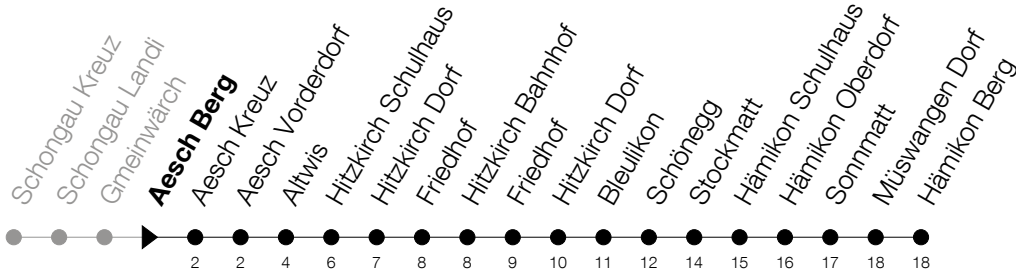 Schongau Kreuz
Schongau Landi
Gmeinwärch
Aesch Berg
Aesch Kreuz
Aesch Vorderdorf
Altwis
Hitzkirch Schulhaus
Hitzkirch Dorf
Friedhof
Hitzkirch Bahnhof
Friedhof
Hitzkirch Dorf
Bleulikon
Schönegg
Stockmatt
Hämikon Schulhaus
Hämikon Oberdorf
Sonnmatt
Müswangen Dorf
Hämikon Berg
2 2 4 6 7 8 8 9 10 11 12 14 15 16 17 18 18